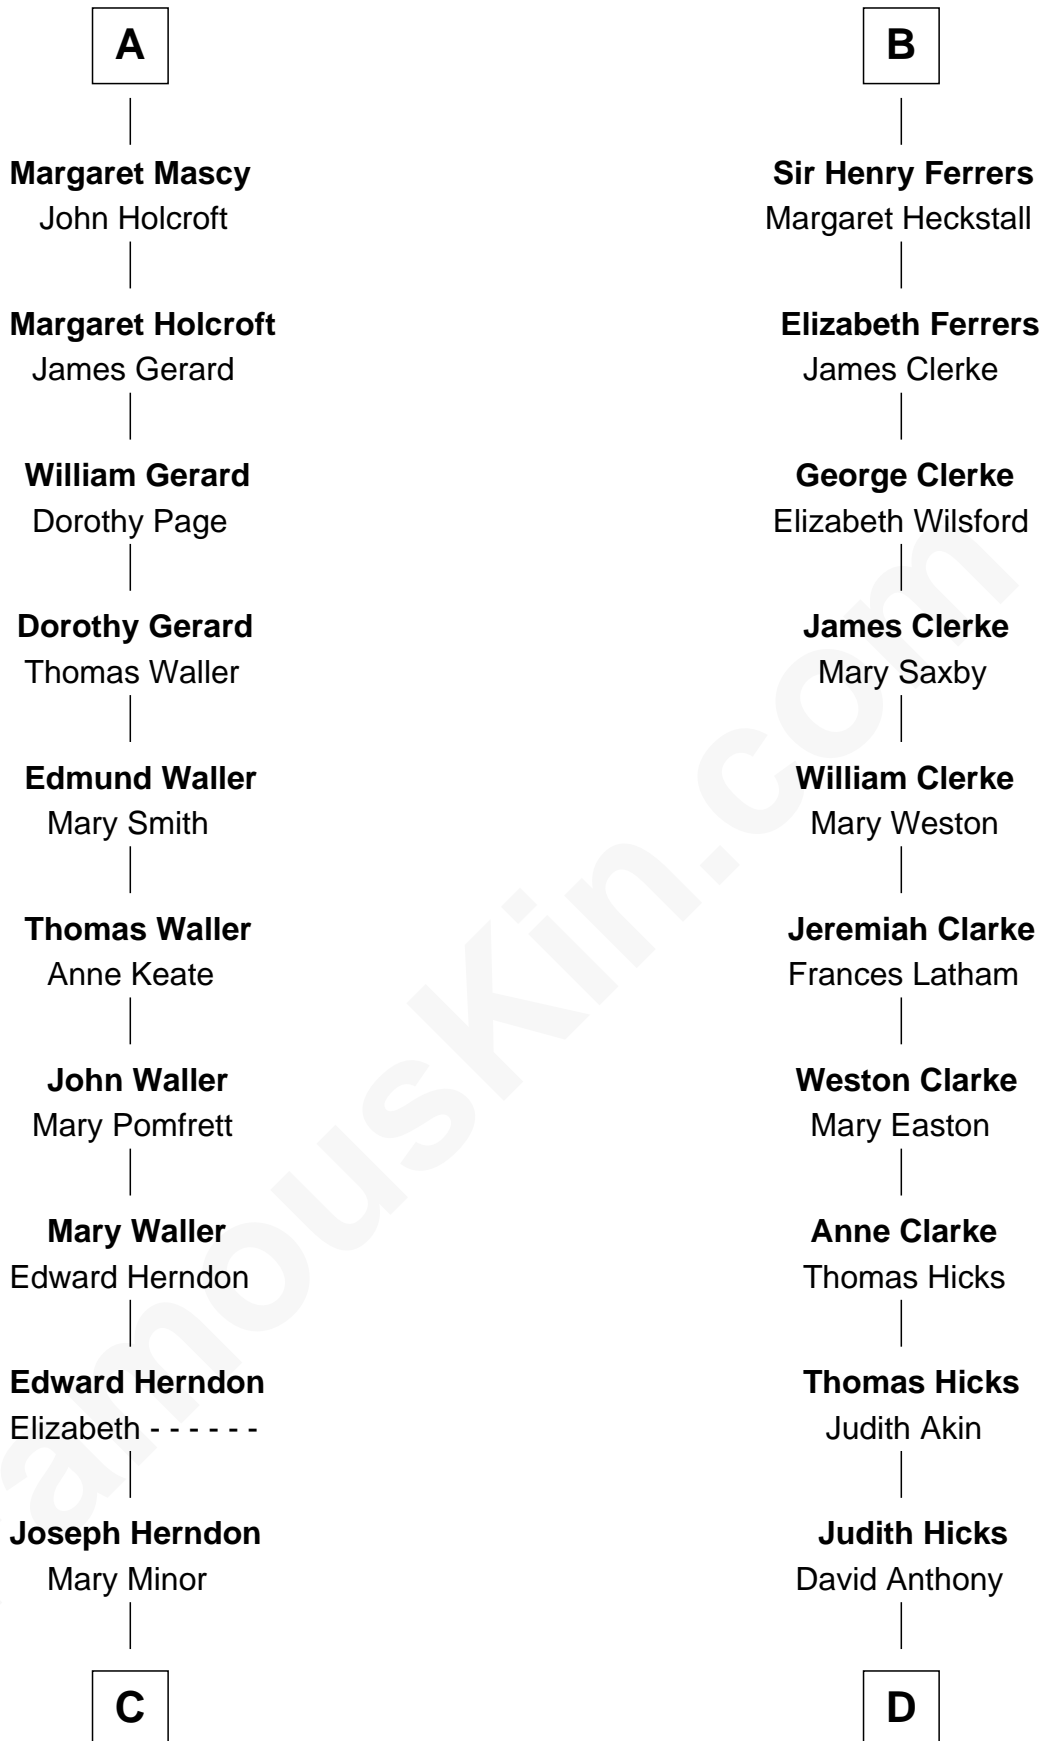 A
Margaret Mascy
John Holcroft
Margaret Holcroft
James Gerard
William Gerard
Dorothy Page
Dorothy Gerard
Thomas Waller
Edmund Waller
Mary Smith
Thomas Waller
Anne Keate
John Waller
Mary Pomfrett
Mary Waller
Edward Herndon
Edward Herndon
Elizabeth - - - - - -
Joseph Herndon
Mary Minor
C
B
Sir Henry Ferrers
Margaret Heckstall
Elizabeth Ferrers
James Clerke
George Clerke
Elizabeth Wilsford
James Clerke
Mary Saxby
William Clerke
Mary Weston
Jeremiah Clarke
Frances Latham
Weston Clarke
Mary Easton
Anne Clarke
Thomas Hicks
Thomas Hicks
Judith Akin
Judith Hicks
David Anthony
D
amouskin.com